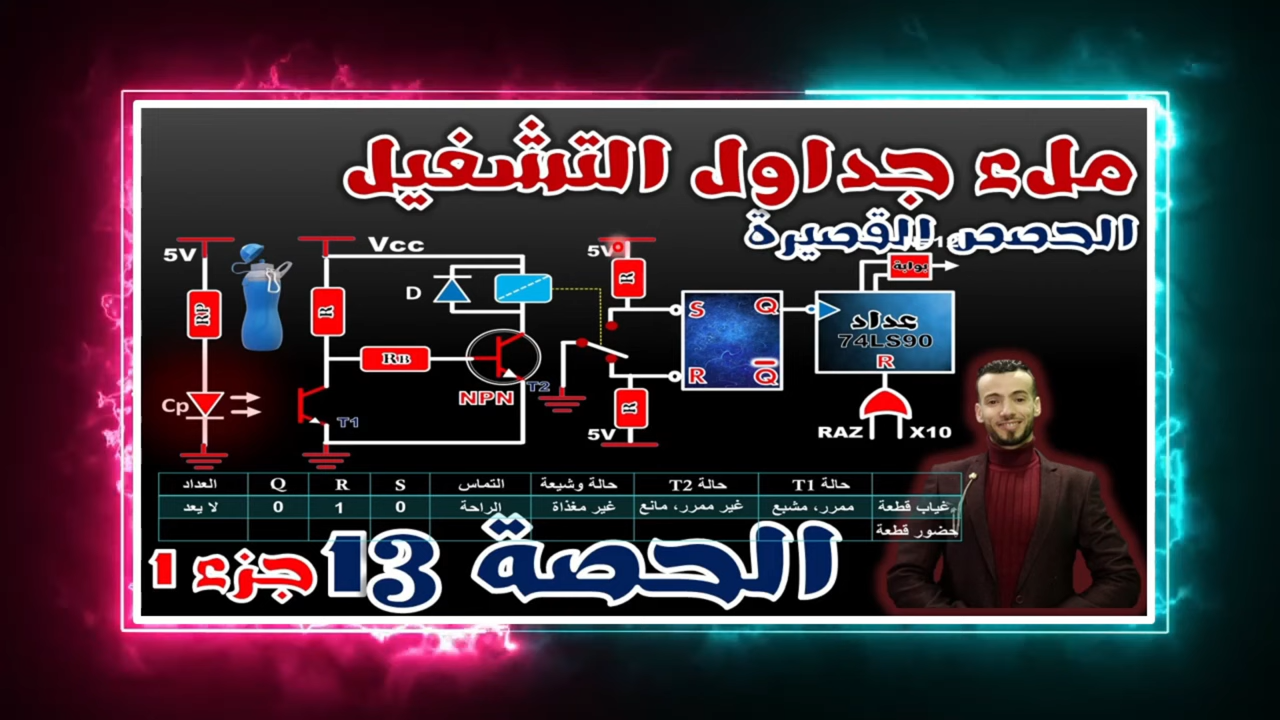 ملء جداول التشغيل
الحصص القصيرة
5V
Vcc
5V
بوابة
RP
R
D
R
S
Q
عداد
74LS90
R
RB
T2
NPN
R
Q
Cp
T1
R
5V
RAZ
X10
حالة T1 حالة T2 حالة وشيعة التماس S R Q العداد
غياب قطعة ممرر، مشبع غير ممرر، مانع غير مغذاة الراحة 0 1 0 لا يعد
حضور قطعة
الحصة 13 جزء 1